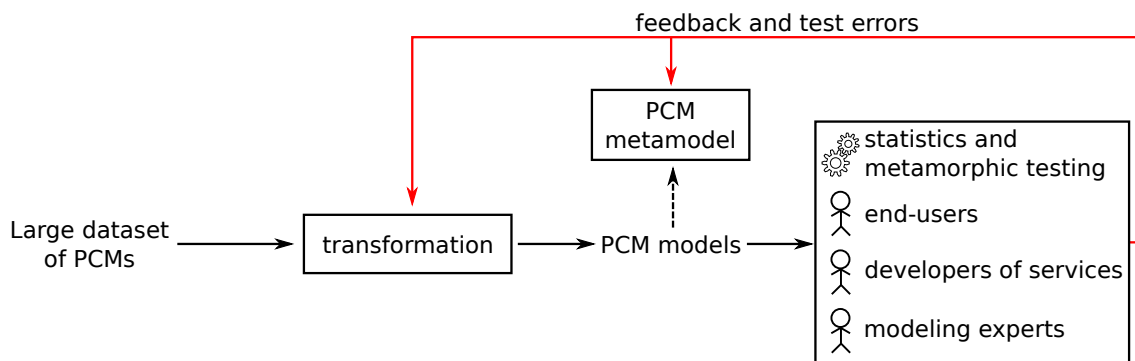 feedback and test errors
PCM
metamodel
statistics and
metamorphic testing
end-users
developers of services
modeling experts
Large dataset
of PCMs
transformation
PCM models